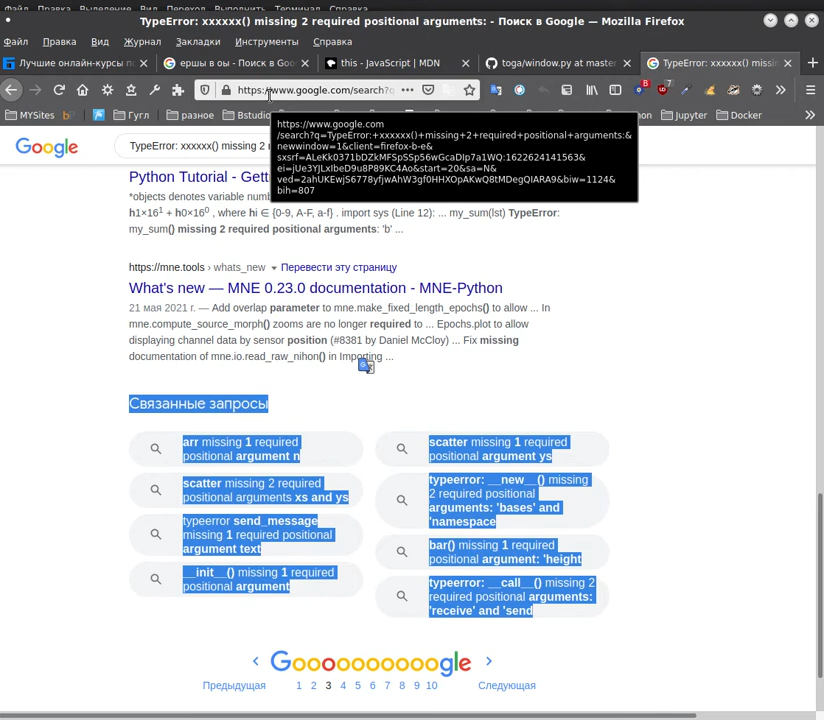 TypeError: xxxxxx() missing 2 required positional arguments: - Поиск в Google — Mozilla Firefox
Файл Правка Вид Журнал Закладки Инструменты Справка
Лучшие онлайн-курсы по
ершы в оы - Поиск в Goo
this - JavaScript | MDN
toga/window.py at master
TypeError: xxxxxx() missin
https://www.google.com/search?q
8
7
MYSites
Гугл
разное
Bstudio
Jupyter
Docker
https://www.google.com
/search?q=TypeError:+xxxxxx()+missing+2+required+positional+arguments:&
newwindow=1&client=firefox-b-e&
sxsrf=ALeKk0371bDZkMFSpSSp56wGcaDIp7a1WQ:1622624141563&
ei=jUe3YJLxIbeD9u8P89KC4Ao&start=20&sa=N&
ved=2ahUKEwjS6778yfjwAhW3gf0HHXOpAKwQ8tMDegQIARA9&biw=1124&
bih=807
Google
TypeError: xxxxxx() missing 2
Python Tutorial - Gett
*objects denotes variable num
h1×16¹ + h0×16⁰ , where hi ∈ {0-9, A-F, a-f} . import sys (Line 12): ... my_sum(lst) TypeError:
my_sum() missing 2 required positional arguments: 'b' ...
https://mne.tools › whats_new ▾ Перевести эту страницу
What's new — MNE 0.23.0 documentation - MNE-Python
21 мая 2021 г. — Add overlap parameter to mne.make_fixed_length_epochs() to allow ... In
mne.compute_source_morph() zooms are no longer required to ... Epochs.plot to allow
displaying channel data by sensor position (#8381 by Daniel McCloy) ... Fix missing
documentation of mne.io.read_raw_nihon() in Importing ...
Связанные запросы
arr missing 1 required
positional argument n
scatter missing 2 required
positional arguments xs and ys
typeerror send_message
missing 1 required positional
argument text
__init__() missing 1 required
positional argument
scatter missing 1 required
positional argument ys
typeerror: __new__() missing
2 required positional
arguments: 'bases' and
'namespace
bar() missing 1 required
positional argument: 'height
typeerror: __call__() missing 2
required positional arguments:
'receive' and 'send
Goooooooooogle
Предыдущая 1 2 3 4 5 6 7 8 9 10 Следующая